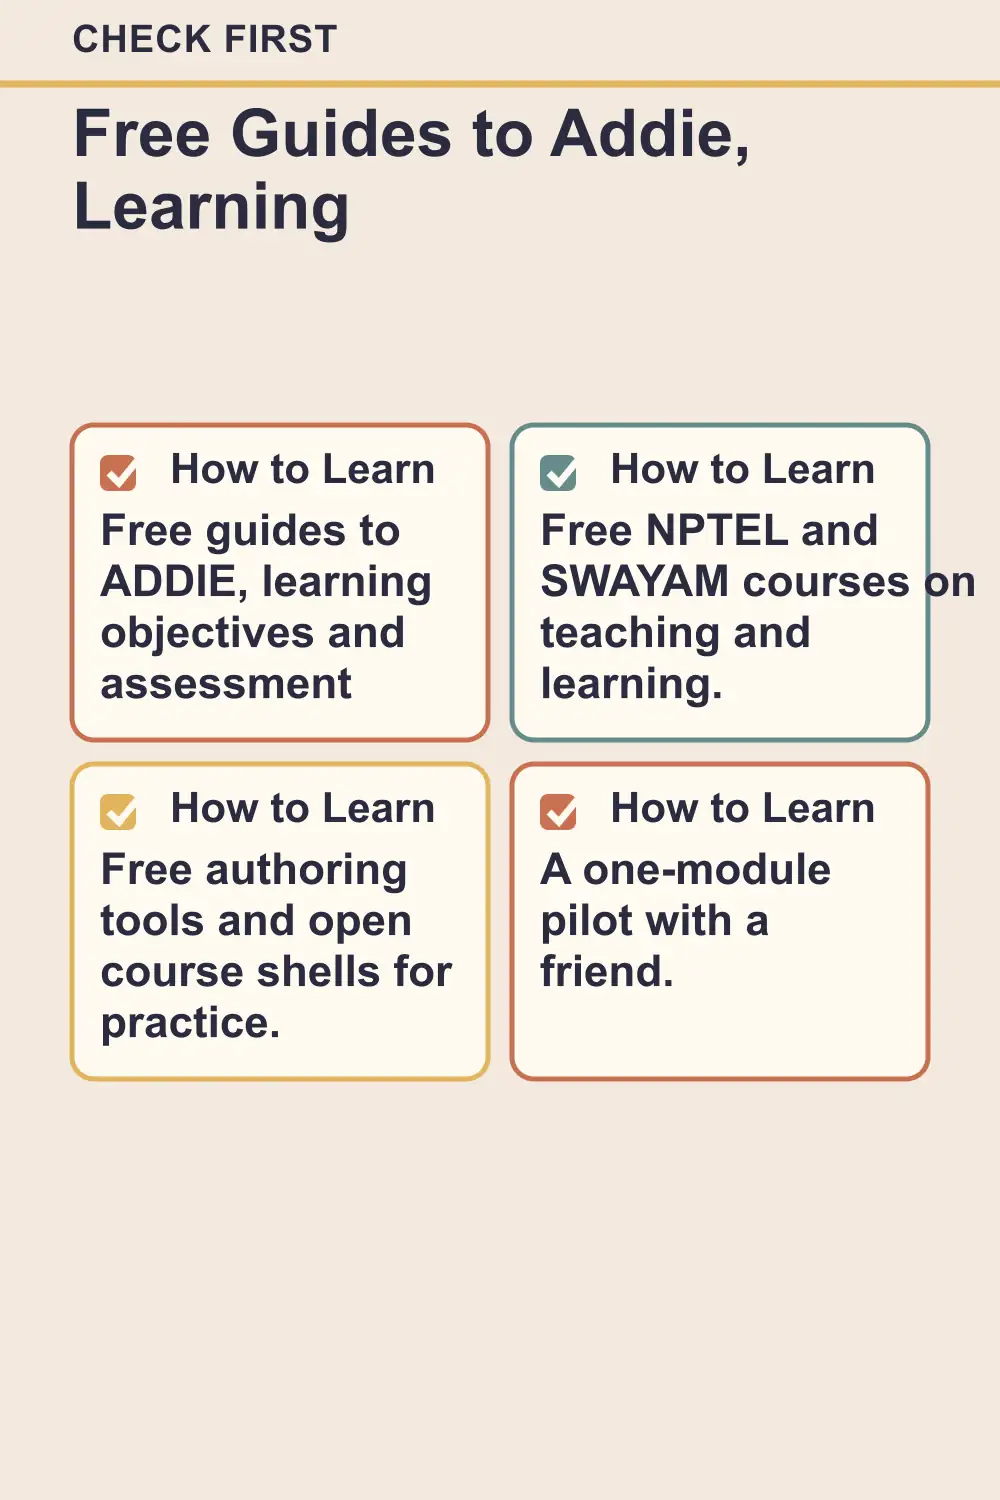 CHECK FIRST
Free Guides to Addie,
Learning
How to Learn
Free guides to
ADDIE, learning
objectives and
assessment
How to Learn
Free NPTEL and
SWAYAM courses on
teaching and
learning.
How to Learn
Free authoring
tools and open
course shells for
practice.
How to Learn
A one-module
pilot with a
friend.